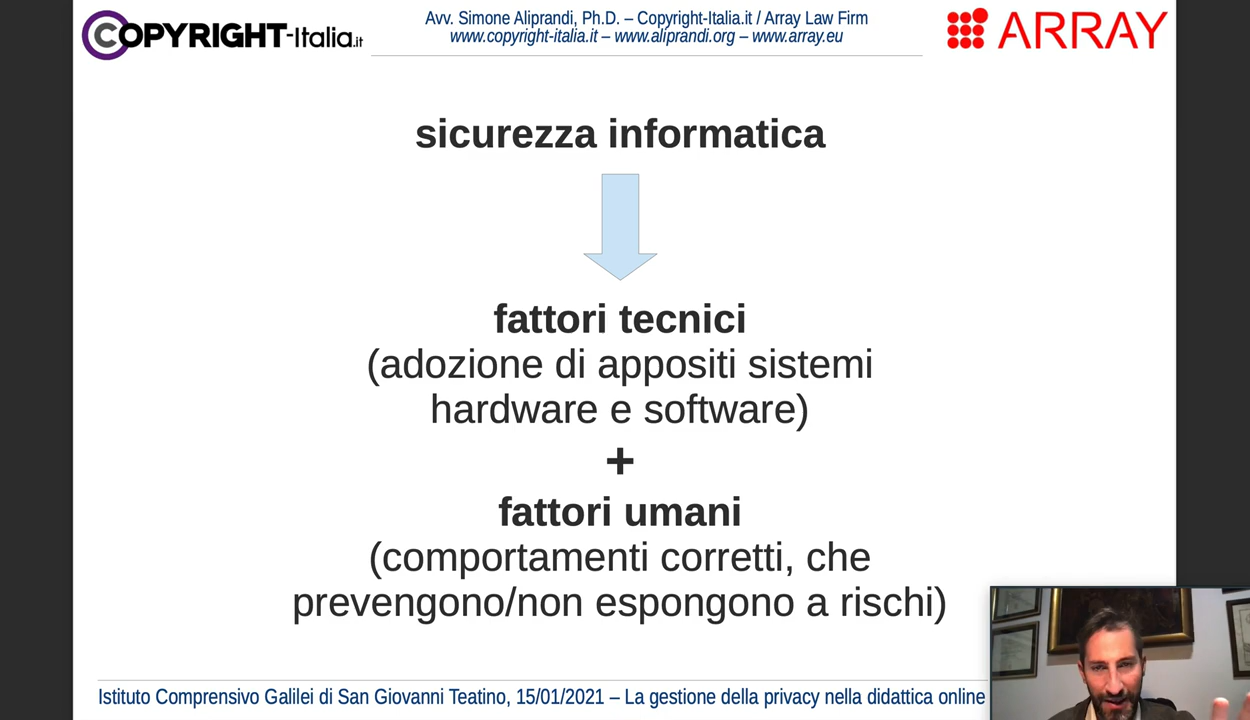 COPYRIGHT-Italia.it
Avv. Simone Aliprandi, Ph.D. – Copyright-Italia.it / Array Law Firm
www.copyright-italia.it – www.aliprandi.org – www.array.eu
ARRAY
sicurezza informatica
fattori tecnici
(adozione di appositi sistemi
hardware e software)
+
fattori umani
(comportamenti corretti, che
prevengono/non espongono a rischi)
Istituto Comprensivo Galilei di San Giovanni Teatino, 15/01/2021 – La gestione della privacy nella didattica online